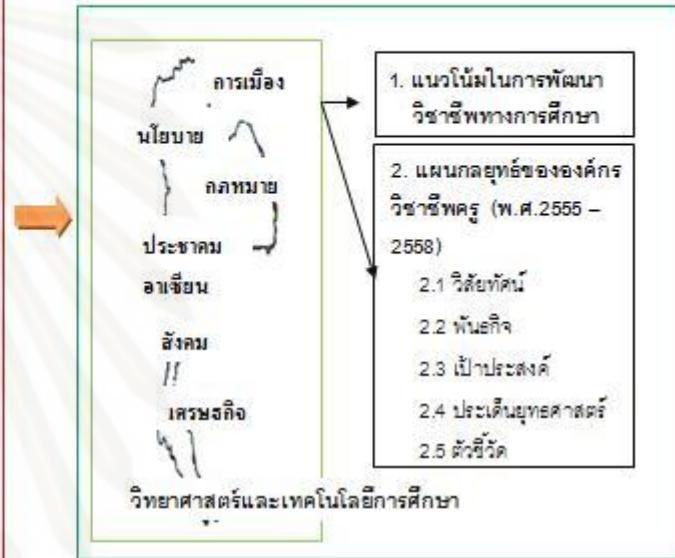 การเมือง
นโยบาย
กภหมาย
ประชาคม
อาเซียน
สังคม
เศรษธกิจ
วิทยาศาสตร์และเทคโนโลยีการศึกษา
1. แนวโน้มในการพัฒนา
วิชาชีพทางการศึกษา
2. แผนกลยุทธ์ขององค์กร
วิชาชีพครู (พ.ศ.2555 –
2558)
2.1 วิสัยทัศน์
2.2 พันธกิจ
2.3 เป้าประสงค์
2.4 ประเด็นยุทธศาสตร์
2.5 ตัวชี้วัด